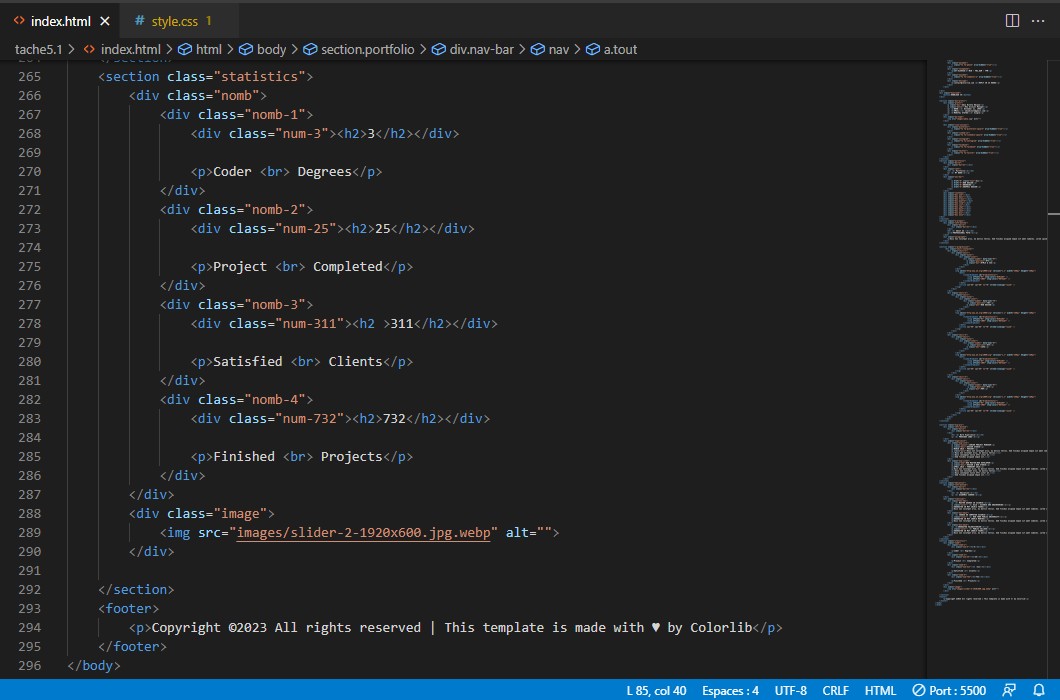 index.html × # style.css 1
tache5.1 > index.html > html > body > section.portfolio > div.nav-bar > nav > a.tout
265 <section class="statistics">
266 <div class="nomb">
267 <div class="nomb-1">
268 <div class="num-3"><h2>3</h2></div>
269
270 <p>Coder <br> Degrees</p>
271 </div>
272 <div class="nomb-2">
273 <div class="num-25"><h2>25</h2></div>
274
275 <p>Project <br> Completed</p>
276 </div>
277 <div class="nomb-3">
278 <div class="num-311"><h2 >311</h2></div>
279
280 <p>Satisfied <br> Clients</p>
281 </div>
282 <div class="nomb-4">
283 <div class="num-732"><h2>732</h2></div>
284
285 <p>Finished <br> Projects</p>
286 </div>
287 </div>
288 <div class="image">
289 <img src="images/slider-2-1920x600.jpg.webp" alt="">
290 </div>
291
292 </section>
293 <footer>
294 <p>Copyright ©2023 All rights reserved | This template is made with ♥ by Colorlib</p>
295 </footer>
296 </body>
L 85, col 40 Espaces : 4 UTF-8 CRLF HTML Port : 5500